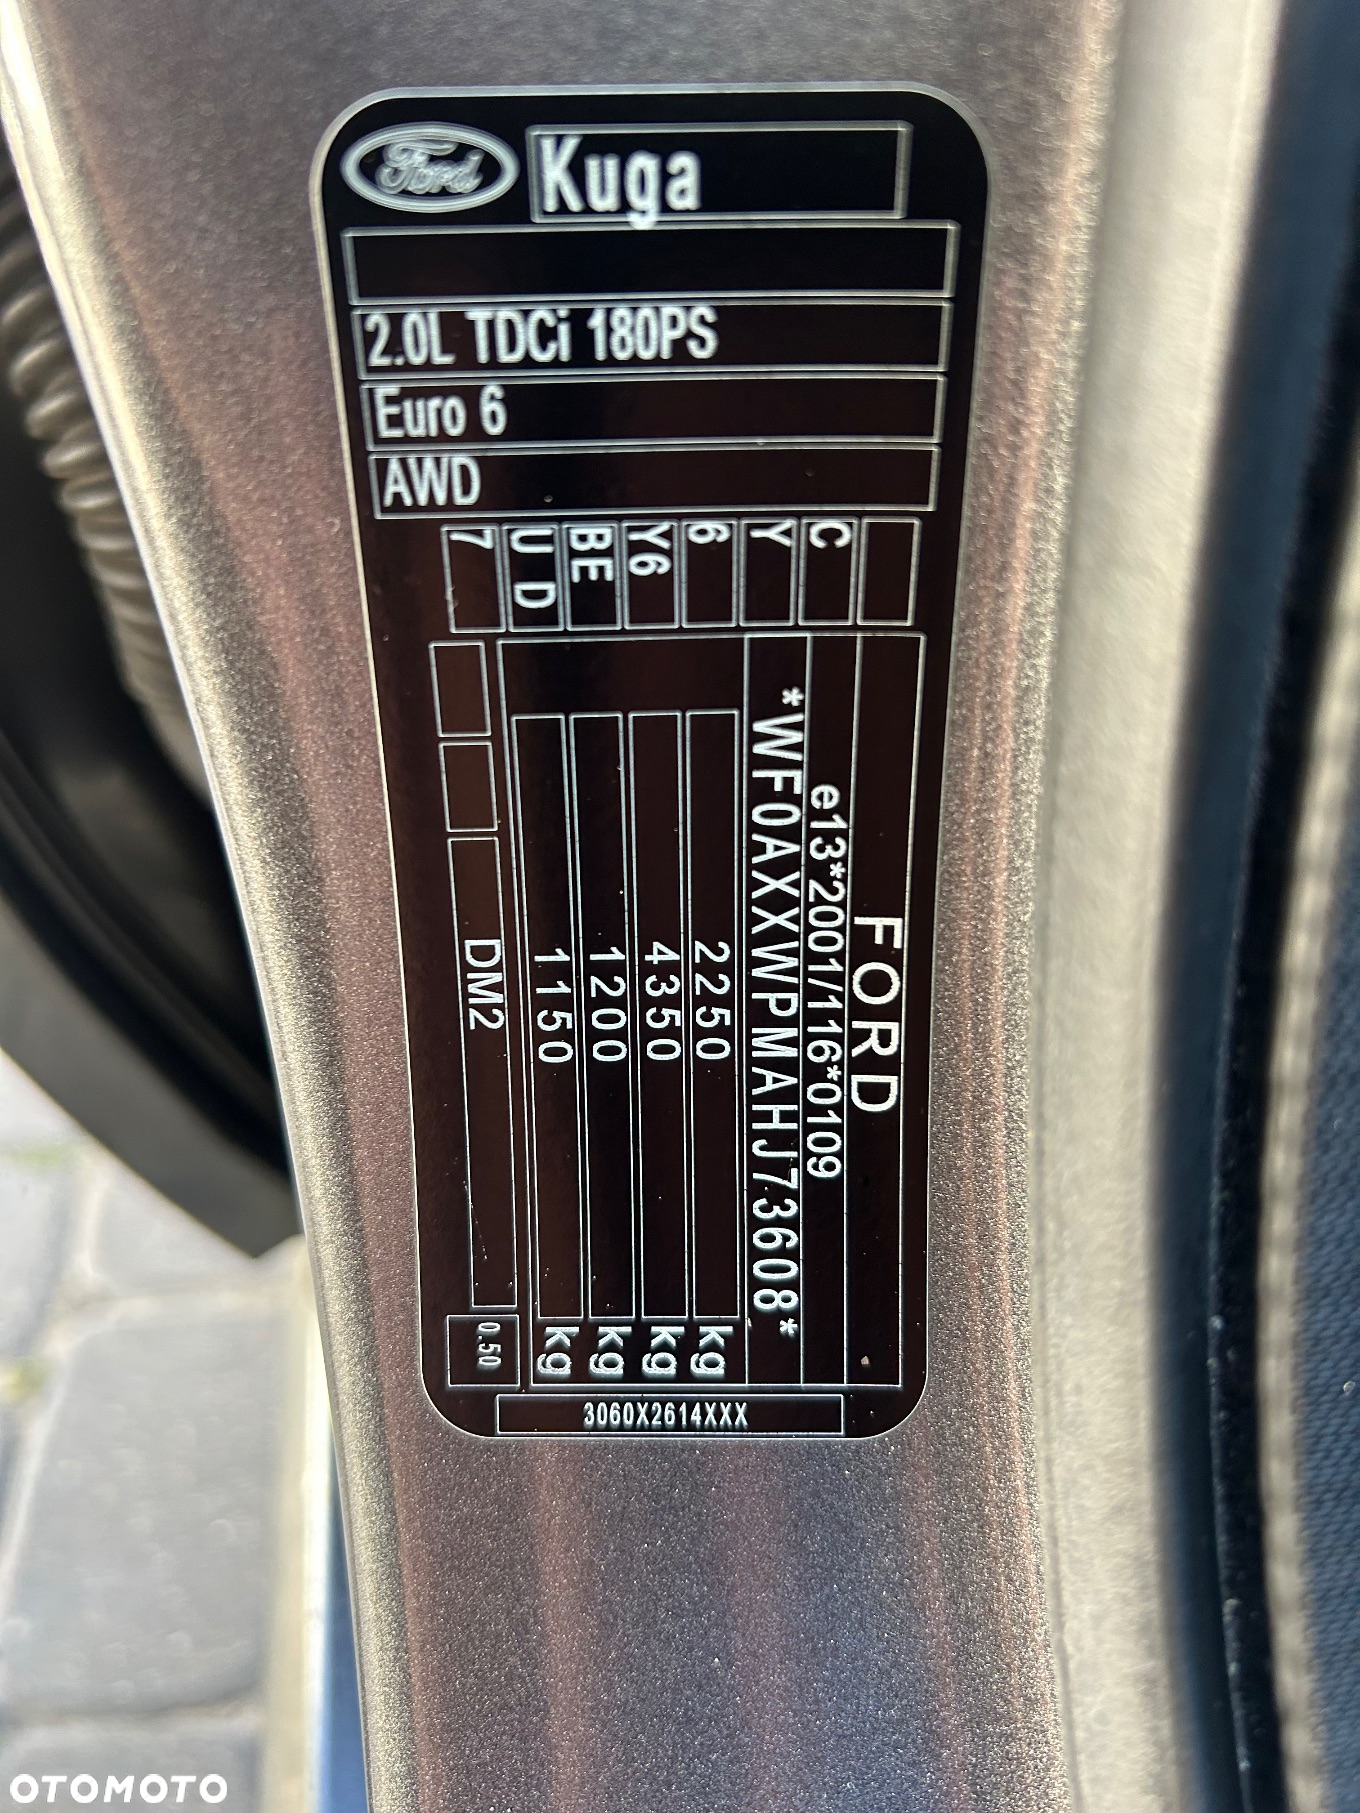 Ford
Kuga
2.0L TDCi 180PS
Euro 6
AWD
C
Y
6
Y6
BE
U D
7
FORD
e13*2001/116*0109
*WF0AXXWPMAHJ73608*
2250 kg
4350 kg
1200 kg
1150 kg
DM2
0.50
3060X2614XXX
OTOMOTO